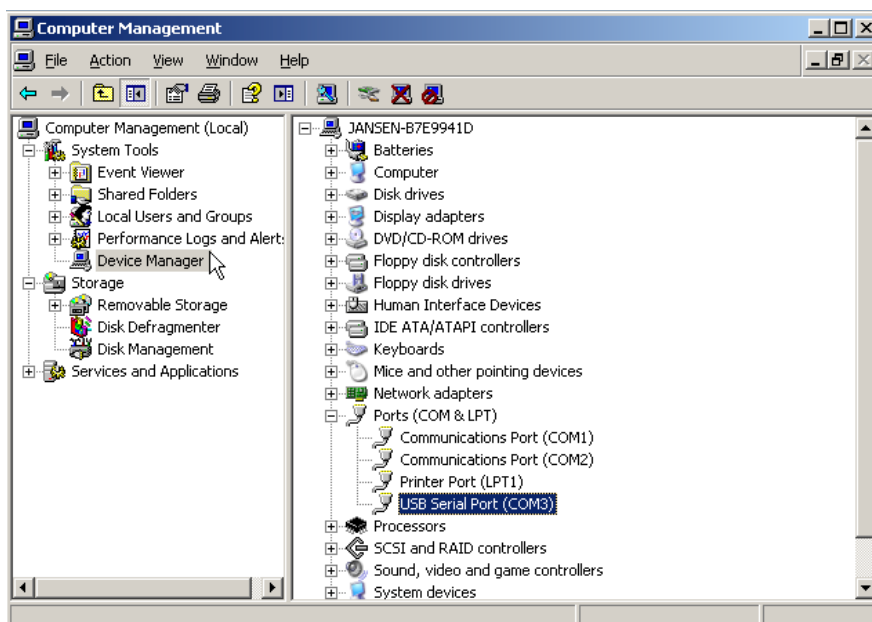 Computer Management
File Action View Window Help
Computer Management (Local)
System Tools
Event Viewer
Shared Folders
Local Users and Groups
Performance Logs and Alert
Device Manager
Storage
Removable Storage
Disk Defragmenter
Disk Management
Services and Applications
JANSEN-B7E9941D
Batteries
Computer
Disk drives
Display adapters
DVD/CD-ROM drives
Floppy disk controllers
Floppy disk drives
Human Interface Devices
IDE ATA/ATAPI controllers
Keyboards
Mice and other pointing devices
Network adapters
Ports (COM & LPT)
Communications Port (COM1)
Communications Port (COM2)
Printer Port (LPT1)
USB Serial Port (COM3)
Processors
SCSI and RAID controllers
Sound, video and game controllers
System devices